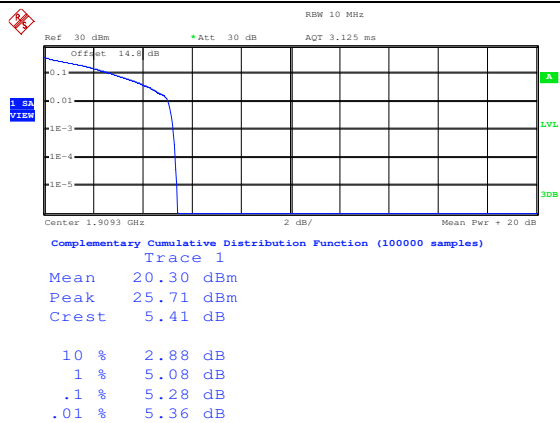 R S
RBW 10 MHz
Ref 30 dBm *Att 30 dB AQT 3.125 ms
Offset 14.8 dB
0.1
A
0.01
1 SA
VIEW
1E-3
LVL
1E-4
1E-5
3DB
Center 1.9093 GHz 2 dB/ Mean Pwr + 20 dB
Complementary Cumulative Distribution Function (100000 samples)
Trace 1
Mean 20.30 dBm
Peak 25.71 dBm
Crest 5.41 dB
10 % 2.88 dB
1 % 5.08 dB
.1 % 5.28 dB
.01 % 5.36 dB